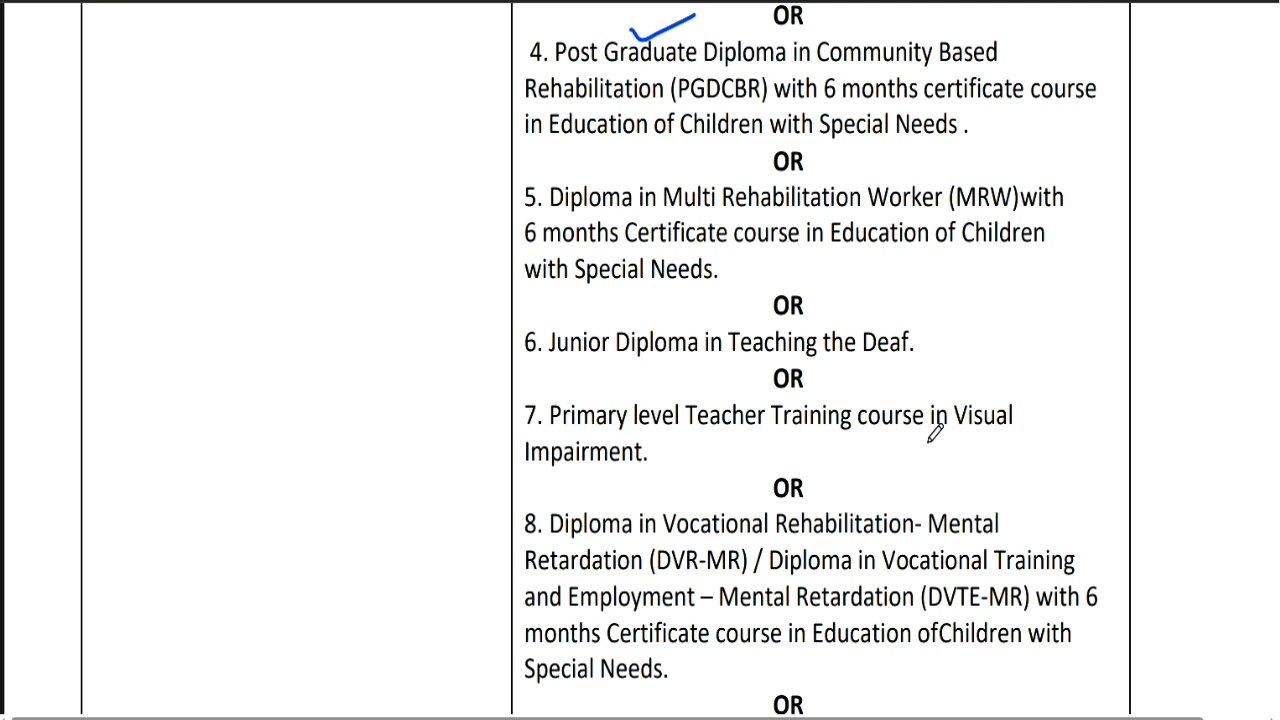 OR
4. Post Graduate Diploma in Community Based
Rehabilitation (PGDCBR) with 6 months certificate course
in Education of Children with Special Needs .
OR
5. Diploma in Multi Rehabilitation Worker (MRW)with
6 months Certificate course in Education of Children
with Special Needs.
OR
6. Junior Diploma in Teaching the Deaf.
OR
7. Primary level Teacher Training course in Visual
Impairment.
OR
8. Diploma in Vocational Rehabilitation- Mental
Retardation (DVR-MR) / Diploma in Vocational Training
and Employment – Mental Retardation (DVTE-MR) with 6
months Certificate course in Education ofChildren with
Special Needs.
OR